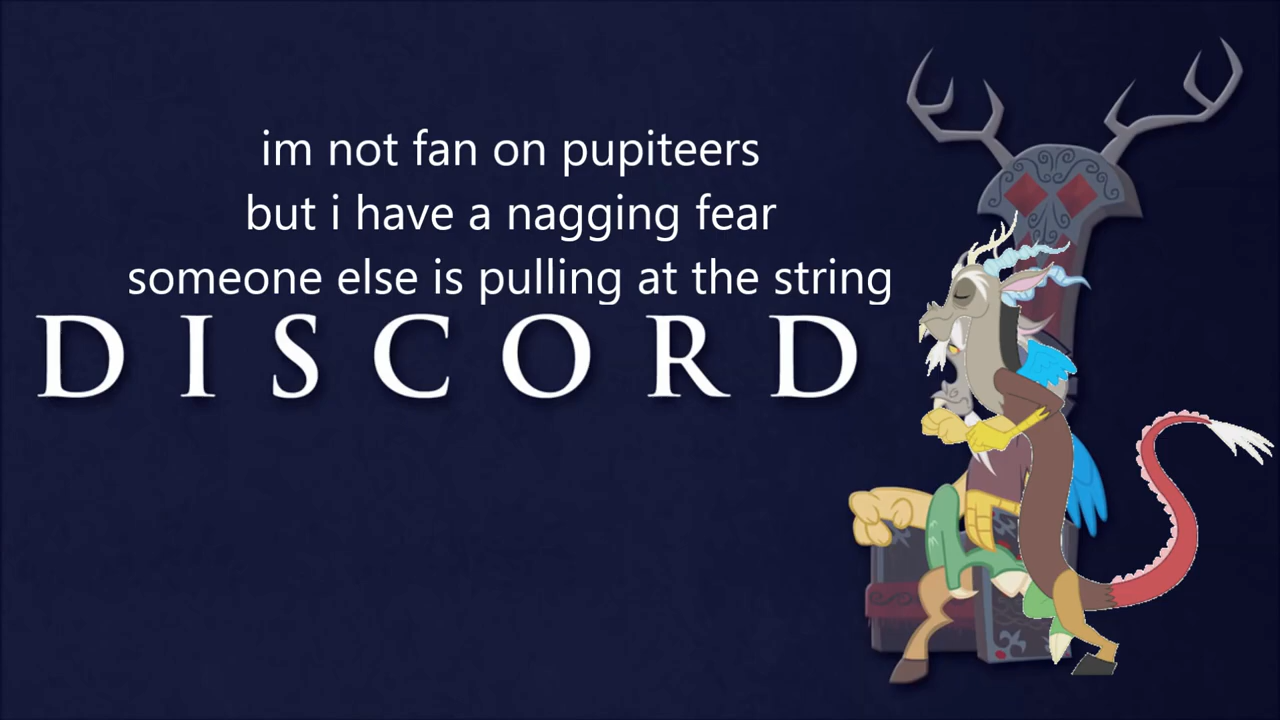 im not fan on pupiteers
but i have a nagging fear
someone else is pulling at the string
DISCORD